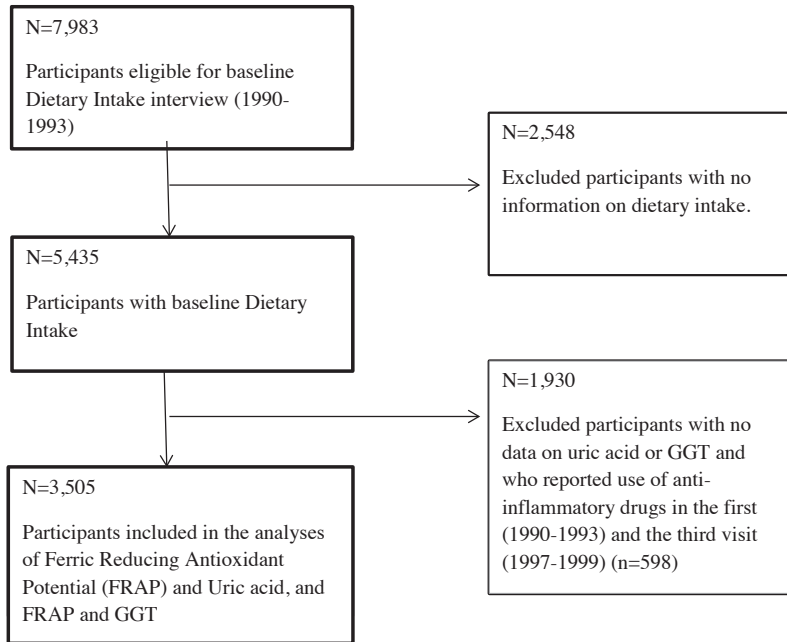 N=7,983
Participants eligible for baseline
Dietary Intake interview (1990-
1993)
N=2,548
Excluded participants with no
information on dietary intake.
N=5,435
Participants with baseline Dietary
Intake
N=1,930
Excluded participants with no
data on uric acid or GGT and
who reported use of anti-
inflammatory drugs in the first
(1990-1993) and the third visit
(1997-1999) (n=598)
N=3,505
Participants included in the analyses
of Ferric Reducing Antioxidant
Potential (FRAP) and Uric acid, and
FRAP and GGT